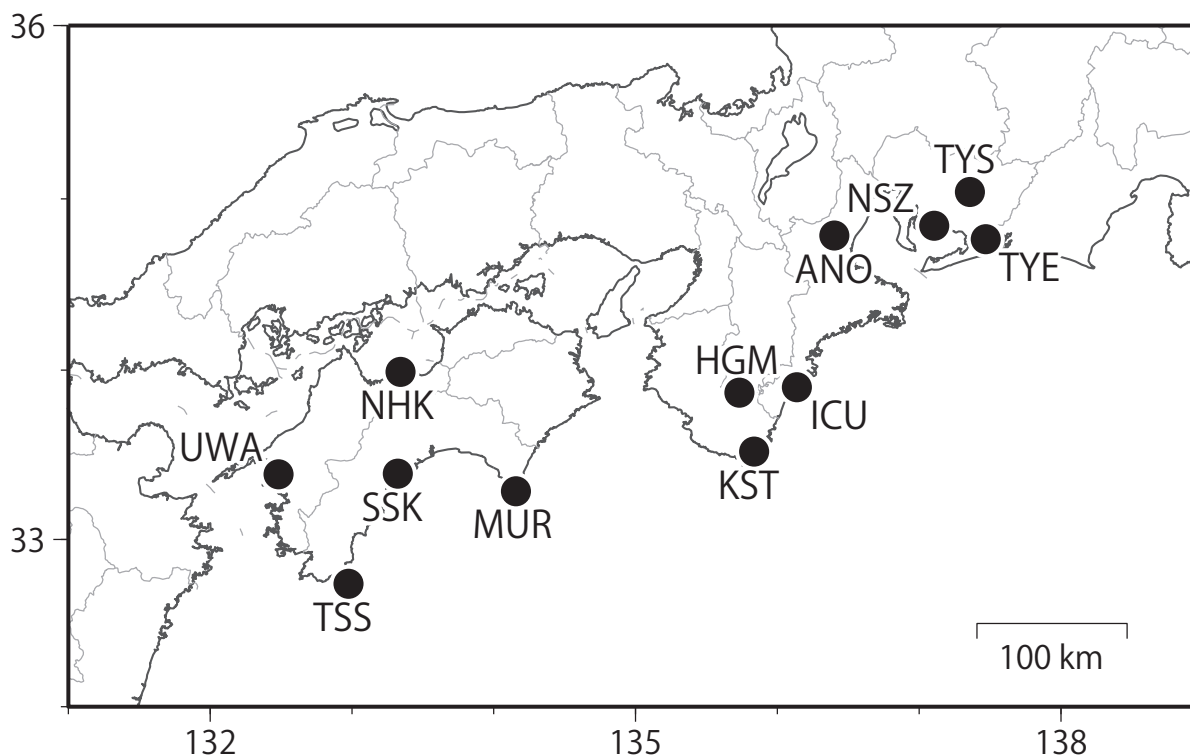 36
TYS
NSZ
ANO
TYE
HGM
NHK
ICU
UWA
KST
SSK
MUR
33
TSS
100 km
132
135
138